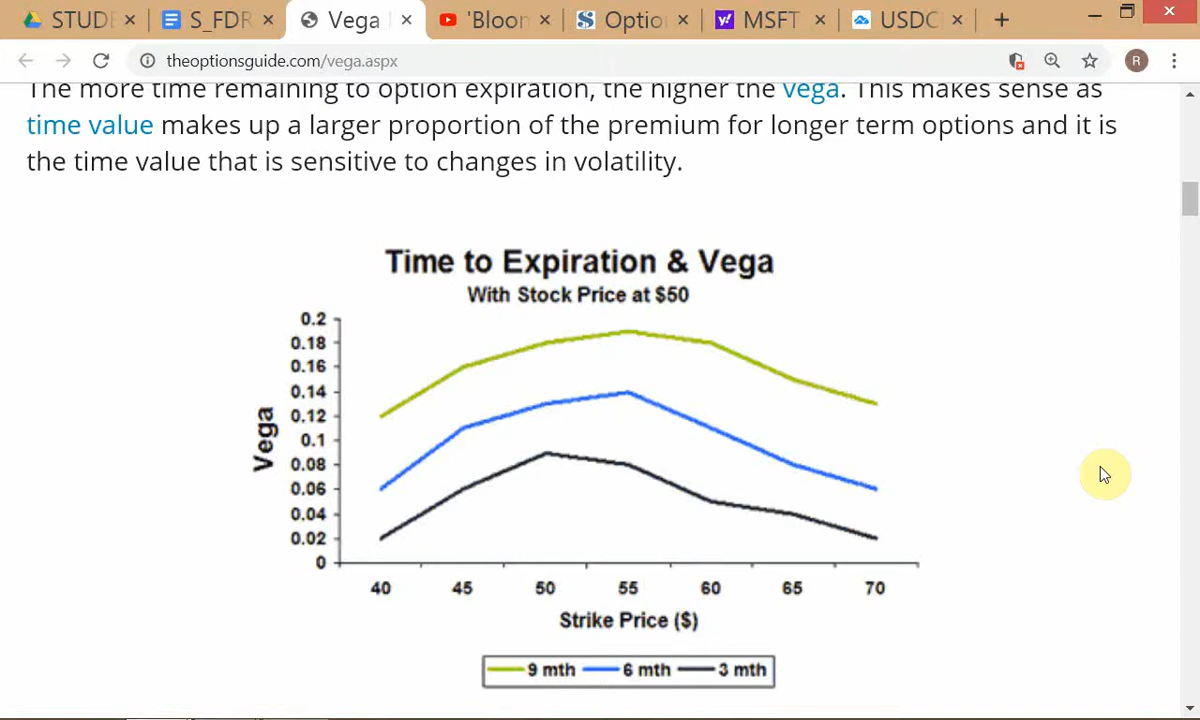 STUDE × S_FDR × Vega × 'Bloon × Optio × MSFT × USDC × +
theoptionsguide.com/vega.aspx R
The more time remaining to option expiration, the higher the vega. This makes sense as
time value makes up a larger proportion of the premium for longer term options and it is
the time value that is sensitive to changes in volatility.
Time to Expiration & Vega
With Stock Price at $50
0.2
0.18
0.16
0.14
0.12
0.1
0.08
0.06
0.04
0.02
0
Vega
40 45 50 55 60 65 70
Strike Price ($)
9 mth 6 mth 3 mth